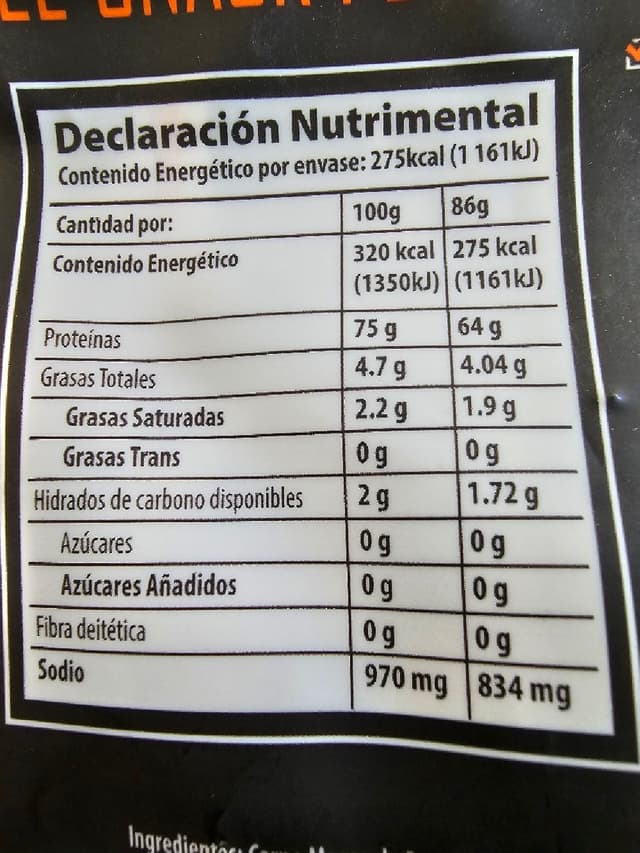 Declaración Nutrimental
Contenido Energético por envase: 275kcal (1 161kJ)
Cantidad por: 100g 86g
Contenido Energético 320 kcal 275 kcal
(1350kJ) (1161kJ)
Proteínas 75 g 64 g
Grasas Totales 4.7 g 4.04 g
Grasas Saturadas 2.2 g 1.9 g
Grasas Trans 0 g 0 g
Hidrados de carbono disponibles 2 g 1.72 g
Azúcares 0 g 0 g
Azúcares Añadidos 0 g 0 g
Fibra deitética 0 g 0 g
Sodio 970 mg 834 mg
Ingredientes: